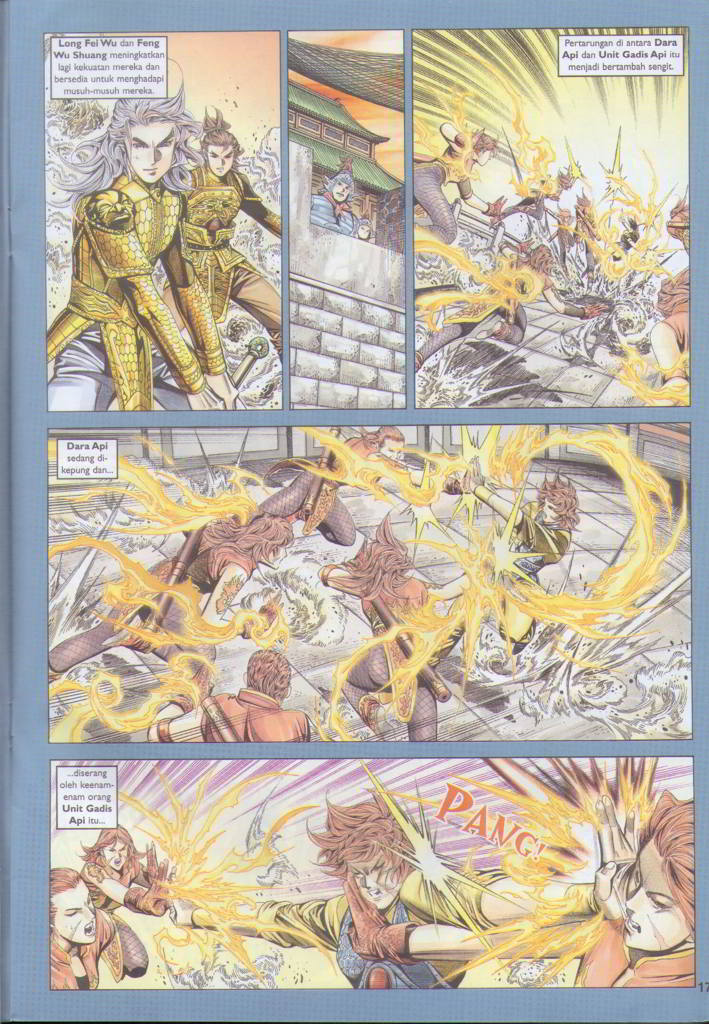 Long Fei Wu dan Feng
Wu Shuang meningkatkan
lagi kekuatan mereka dan
bersedia untuk menghadapi
musuh-musuh mereka.
Pertarungan di antara Dara
Api dan Unit Gadis Api itu
menjadi bertambah sengit.
Dara Api
sedang di-
kepung dan...
...diserang
oleh keenam-
enam orang
Unit Gadis
Api itu...
PANG!
17